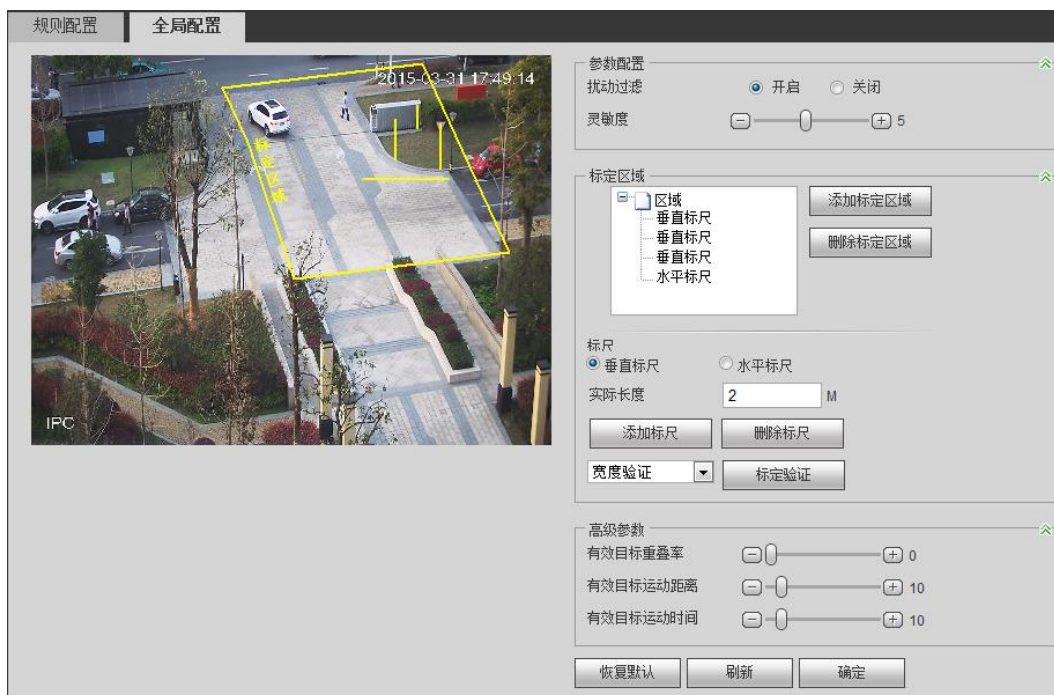 规则配置
全局配置
2015-03-31 17:49:14
标定区域
IPC
参数配置
扰动过滤 开启 关闭
灵敏度 5
标定区域
区域
垂直标尺
垂直标尺
垂直标尺
水平标尺
添加标定区域
删除标定区域
标尺
垂直标尺 水平标尺
实际长度 2 M
添加标尺 删除标尺
宽度验证 标定验证
高级参数
有效目标重叠率 0
有效目标运动距离 10
有效目标运动时间 10
恢复默认 刷新 确定